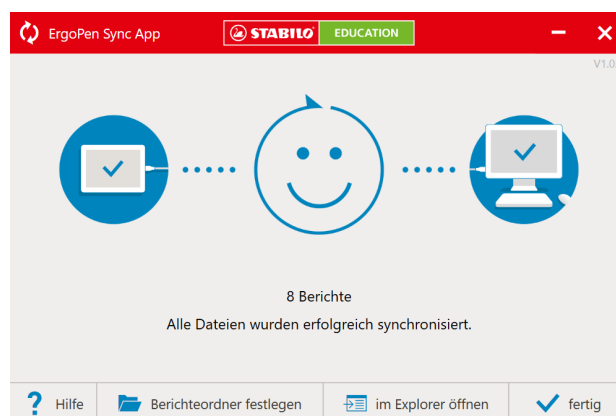 ErgoPen Sync App
STABILO EDUCATION
V1.0
8 Berichte
Alle Dateien wurden erfolgreich synchronisiert.
? Hilfe
Berichteordner festlegen
im Explorer öffnen
fertig